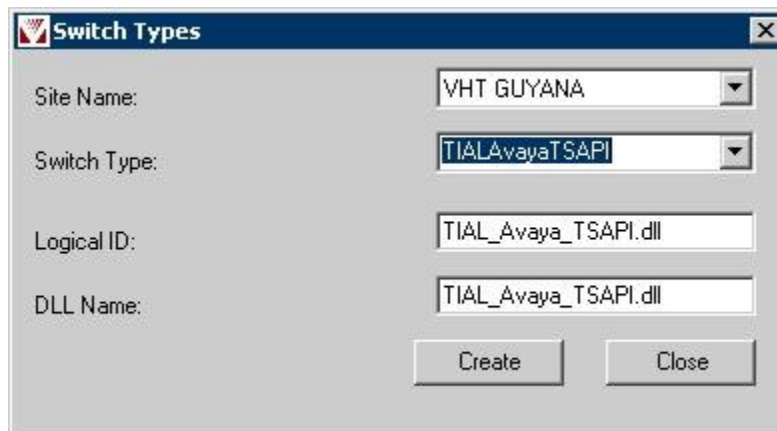 Switch Types
Site Name: VHT GUYANA
Switch Type: TIALAvayaTSAPI
Logical ID: TIAL_Avaya_TSAPI.dll
DLL Name: TIAL_Avaya_TSAPI.dll
Create Close